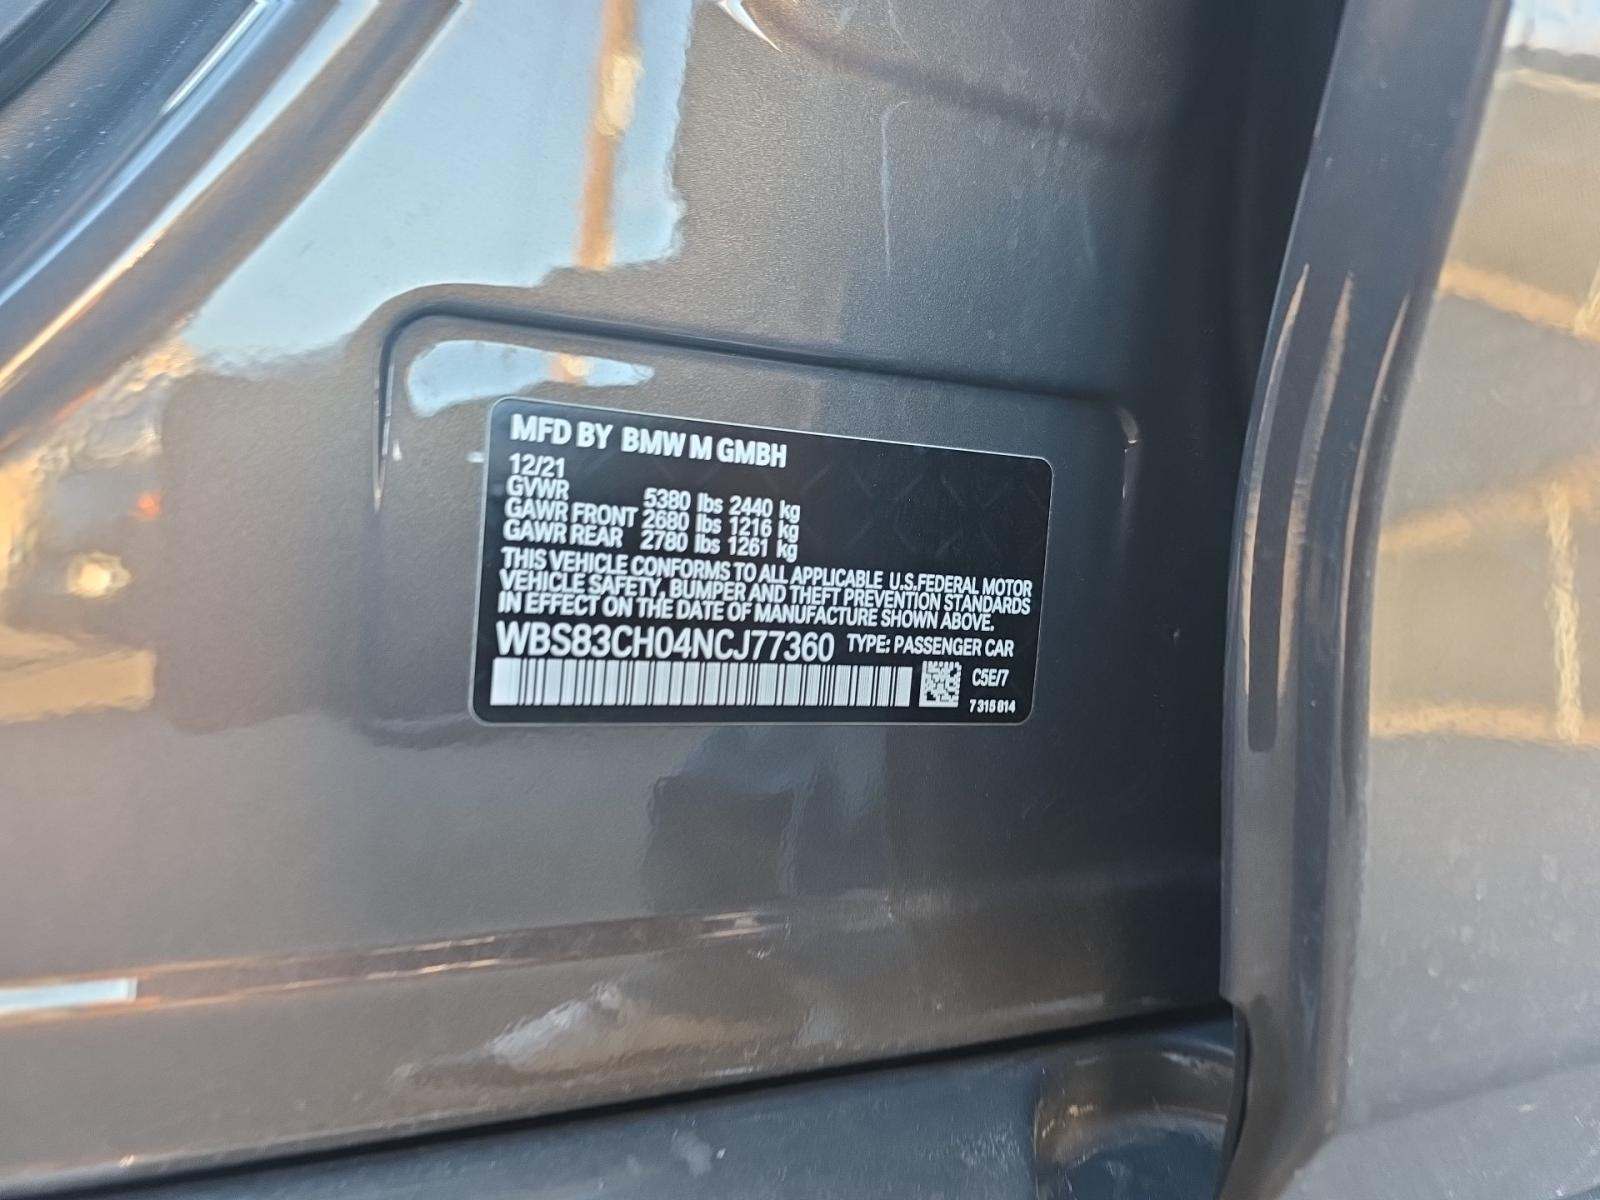 MFD BY BMW M GMBH
12/21
GVWR 5380 lbs 2440 kg
GAWR FRONT 2680 lbs 1216 kg
GAWR REAR 2780 lbs 1261 kg
THIS VEHICLE CONFORMS TO ALL APPLICABLE U.S.FEDERAL MOTOR
VEHICLE SAFETY, BUMPER AND THEFT PREVENTION STANDARDS
IN EFFECT ON THE DATE OF MANUFACTURE SHOWN ABOVE.
WBS83CH04NCJ77360 TYPE: PASSENGER CAR
C5E/7
7 315 814